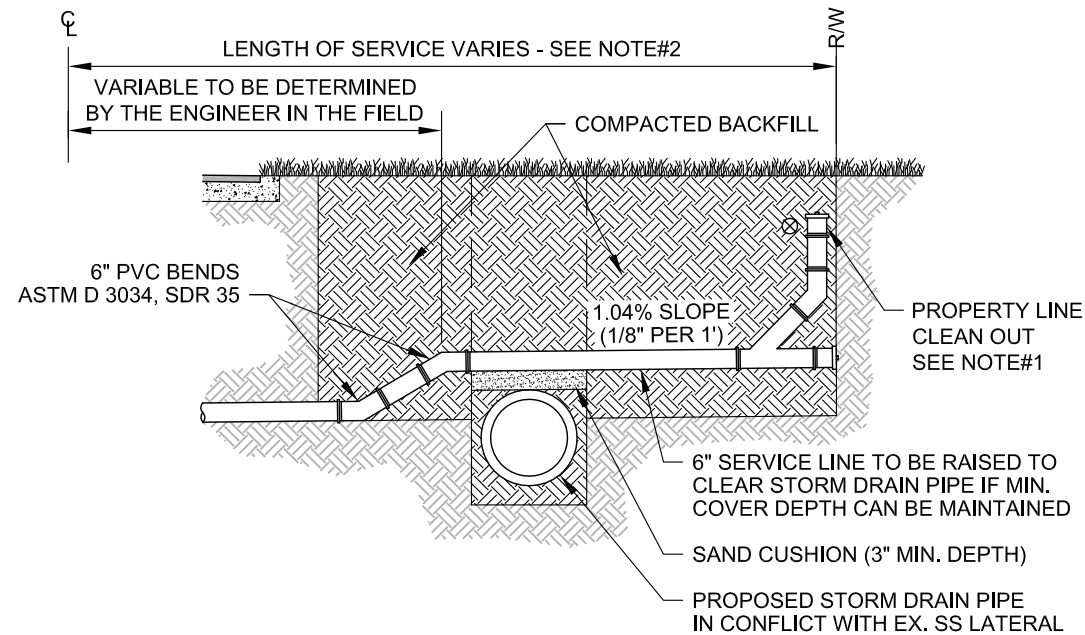 ℄
R/W
LENGTH OF SERVICE VARIES - SEE NOTE#2
VARIABLE TO BE DETERMINED
BY THE ENGINEER IN THE FIELD
COMPACTED BACKFILL
6" PVC BENDS
ASTM D 3034, SDR 35
1.04% SLOPE
(1/8" PER 1')
PROPERTY LINE
CLEAN OUT
SEE NOTE#1
6" SERVICE LINE TO BE RAISED TO
CLEAR STORM DRAIN PIPE IF MIN.
COVER DEPTH CAN BE MAINTAINED
SAND CUSHION (3" MIN. DEPTH)
PROPOSED STORM DRAIN PIPE
IN CONFLICT WITH EX. SS LATERAL